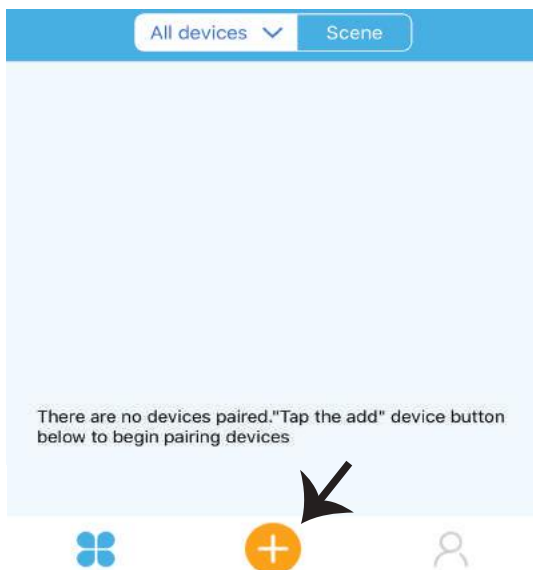 All devices Scene
There are no devices paired."Tap the add" device button
below to begin pairing devices